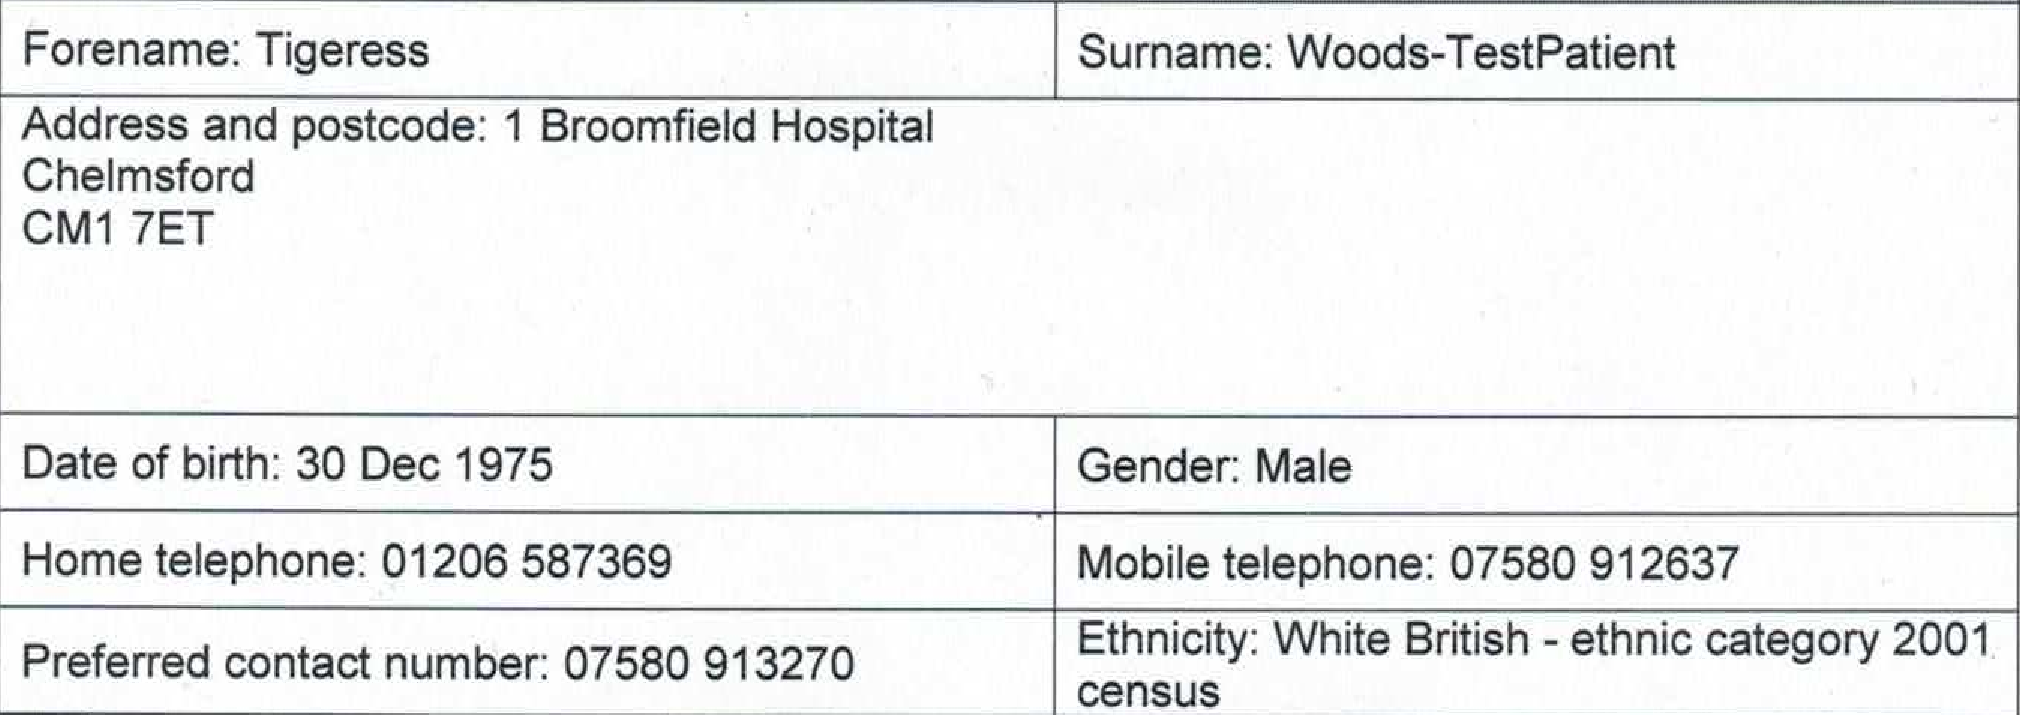 Forename: Tigeress
Surname: Woods-TestPatient
Address and postcode: 1 Broomfield Hospital
Chelmsford
CM1 7ET
Date of birth: 30 Dec 1975
Gender: Male
Home telephone: 01206 587369
Mobile telephone: 07580 912637
Preferred contact number: 07580 913270
Ethnicity: White British - ethnic category 2001
census